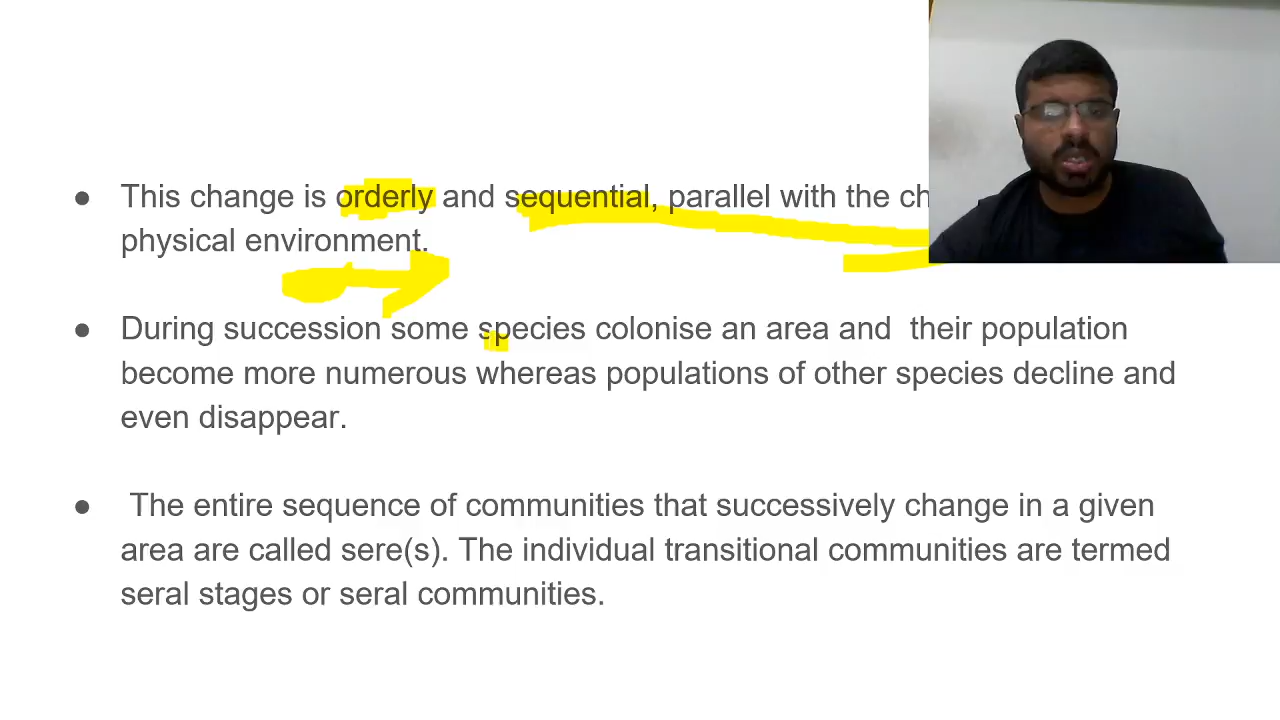 ● This change is orderly and sequential, parallel with the
physical environment.
● During succession some species colonise an area and  their population
become more numerous whereas populations of other species decline and
even disappear.
●  The entire sequence of communities that successively change in a given
area are called sere(s). The individual transitional communities are termed
seral stages or seral communities.